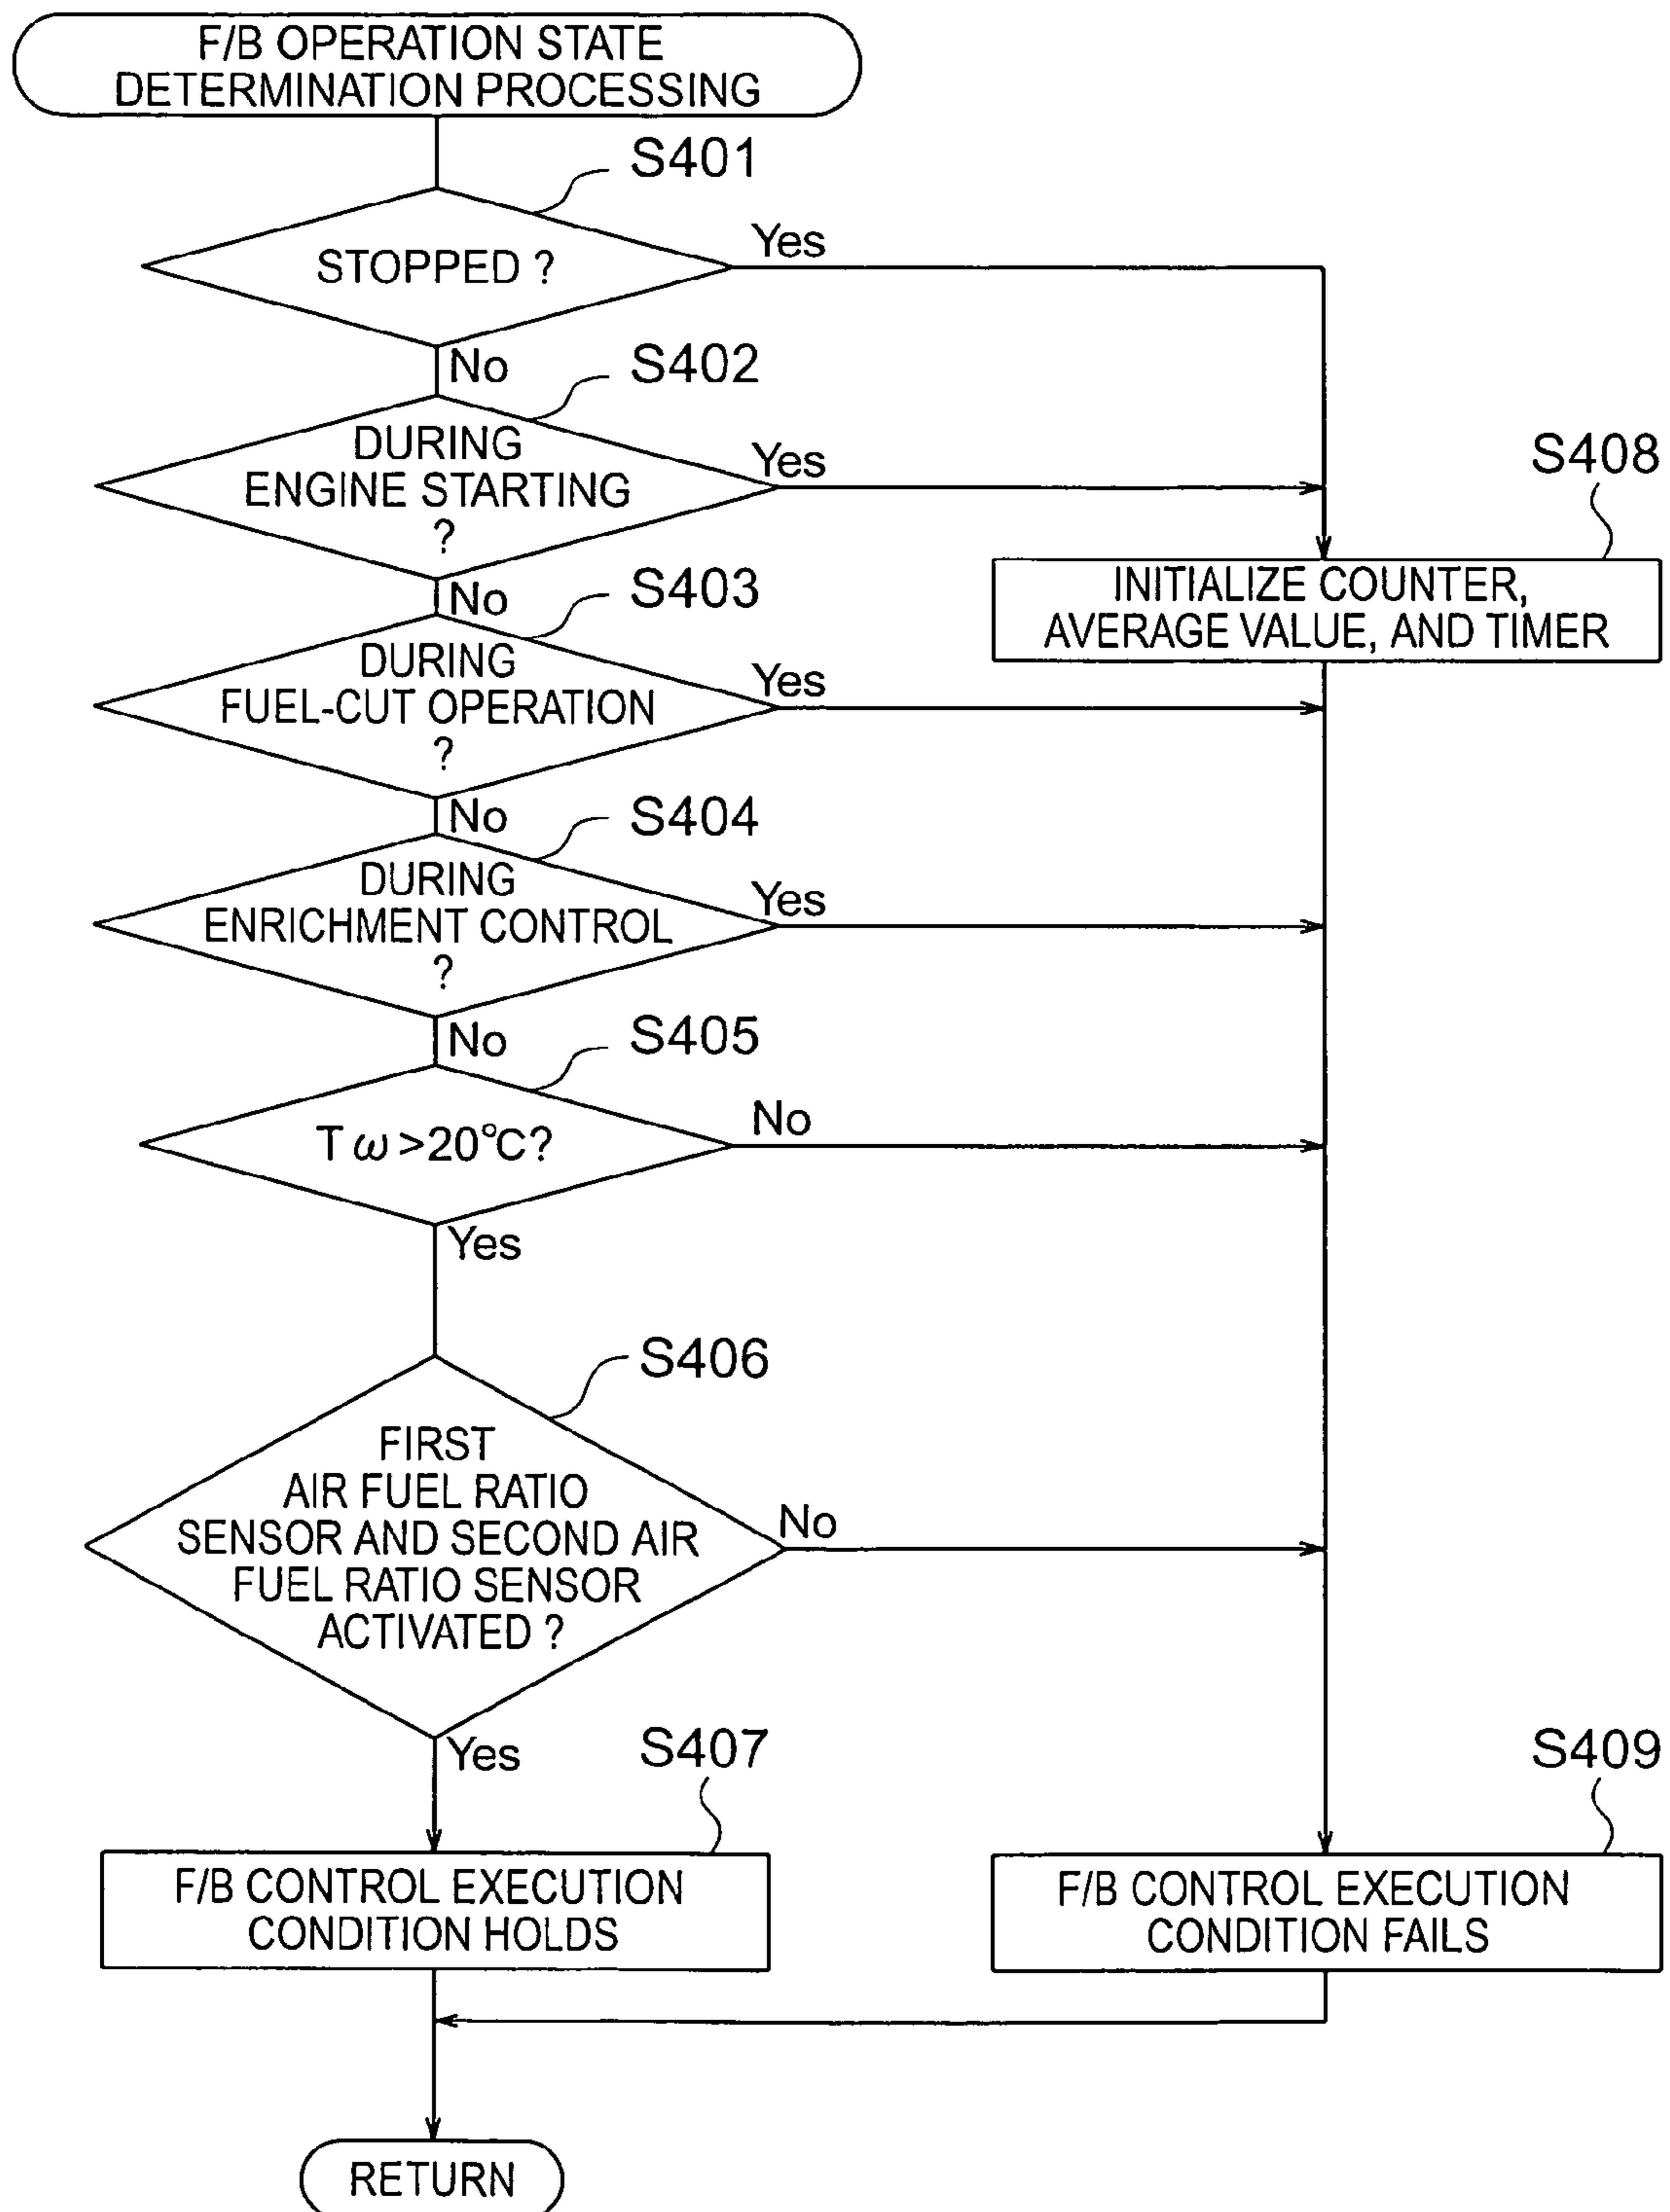 F/B OPERATION STATE
DETERMINATION PROCESSING
S401
STOPPED ?
Yes
No
S402
DURING
ENGINE STARTING
?
Yes
S408
INITIALIZE COUNTER,
AVERAGE VALUE, AND TIMER
No
S403
DURING
FUEL-CUT OPERATION
?
Yes
No
S404
DURING
ENRICHMENT CONTROL
?
Yes
No
S405
Tω>20℃?
No
Yes
S406
FIRST
AIR FUEL RATIO
SENSOR AND SECOND AIR
FUEL RATIO SENSOR
ACTIVATED ?
No
Yes
S407
F/B CONTROL EXECUTION
CONDITION HOLDS
S409
F/B CONTROL EXECUTION
CONDITION FAILS
RETURN